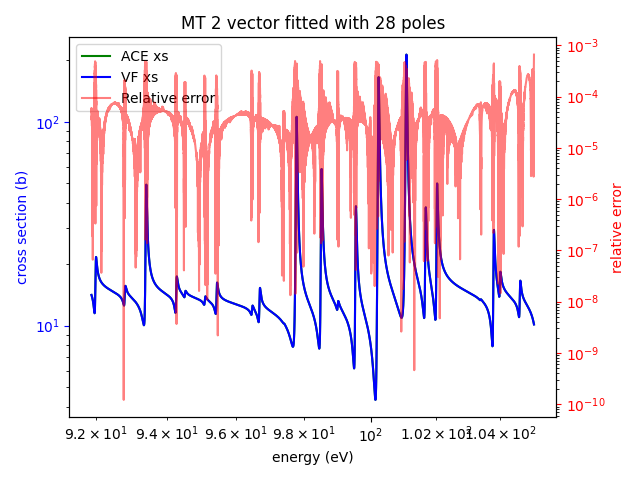 MT 2 vector fitted with 28 poles
ACE xs
VF xs
Relative error
cross section (b)
10²
10¹
10⁻³
10⁻⁴
10⁻⁵
10⁻⁶
10⁻⁷
10⁻⁸
10⁻⁹
10⁻¹⁰
relative error
9.2 × 10¹ 9.4 × 10¹ 9.6 × 10¹ 9.8 × 10¹ 10² 1.02 × 10² 1.04 × 10²
energy (eV)